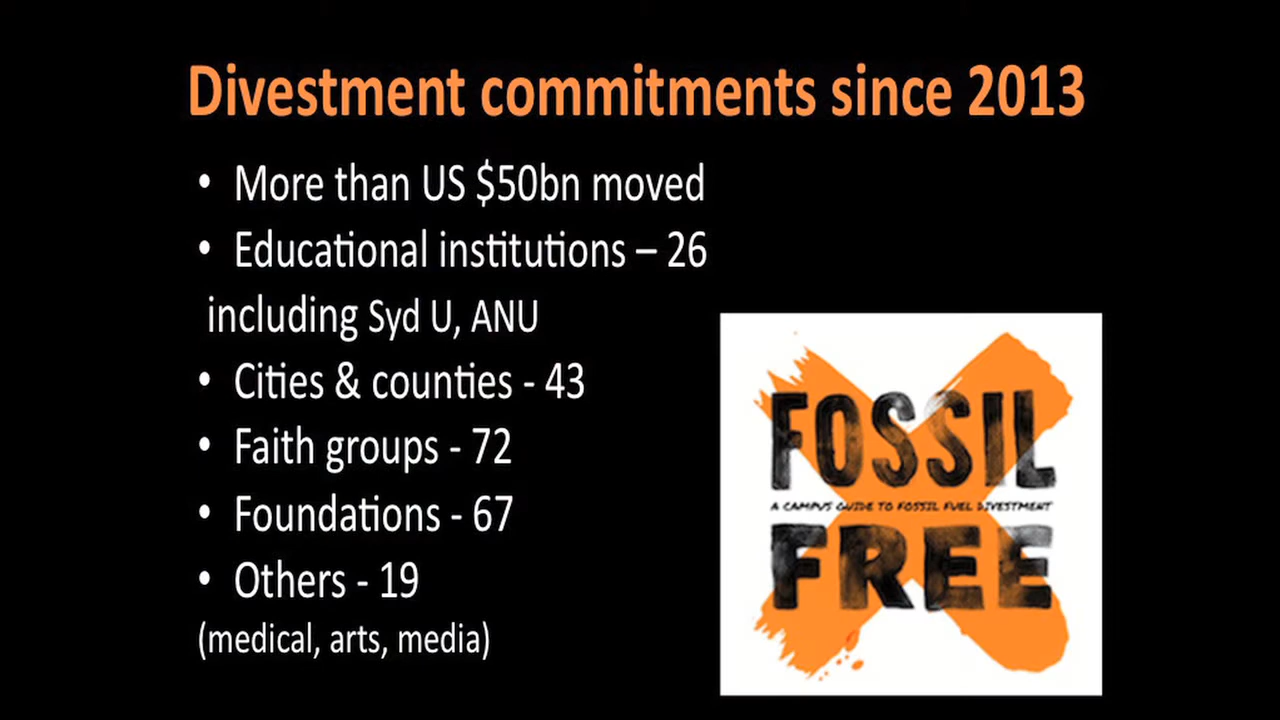 Divestment commitments since 2013
• More than US $50bn moved
• Educational institutions – 26
including Syd U, ANU
• Cities & counties - 43
• Faith groups - 72
• Foundations - 67
• Others - 19
(medical, arts, media)
FOSSIL
A CAMPUS GUIDE TO FOSSIL FUEL DIVESTMENT
FREE